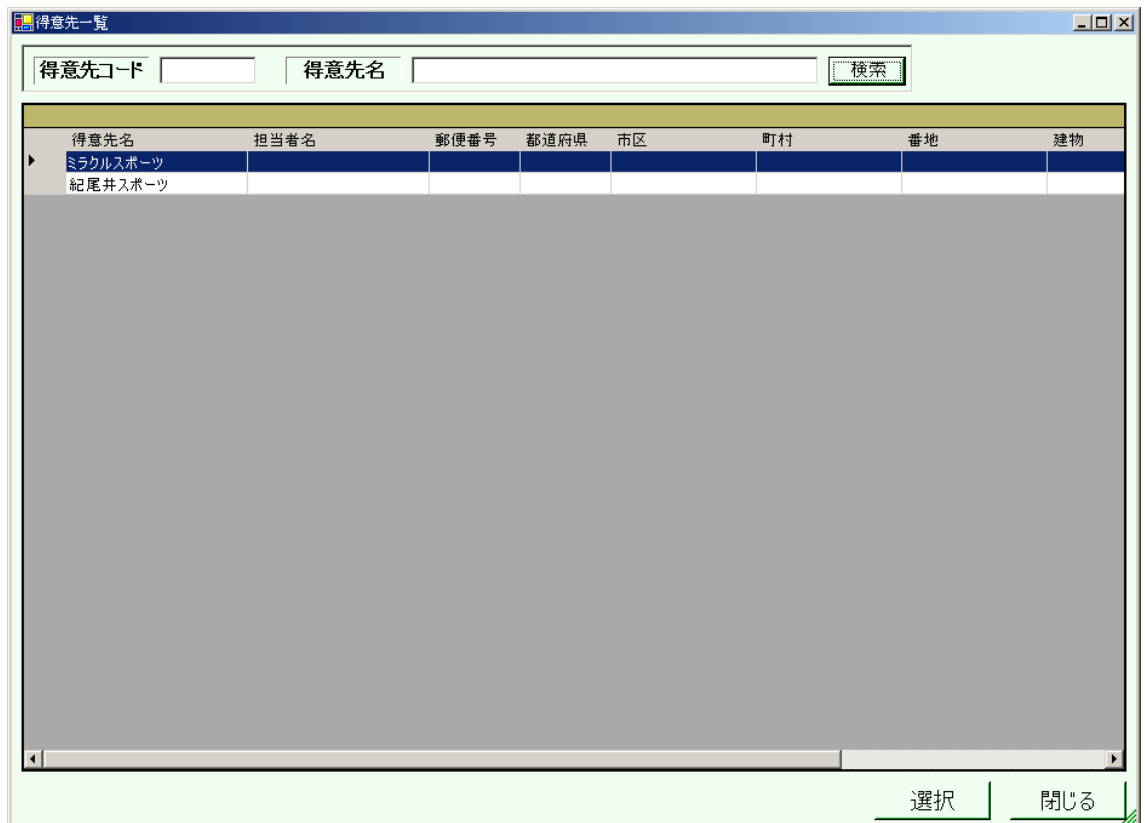 得意先一覧
得意先コード 得意先名 検索
得意先名 担当者名 郵便番号 都道府県 市区 町村 番地 建物
ミラクルスポーツ
紀尾井スポーツ
選択 閉じる